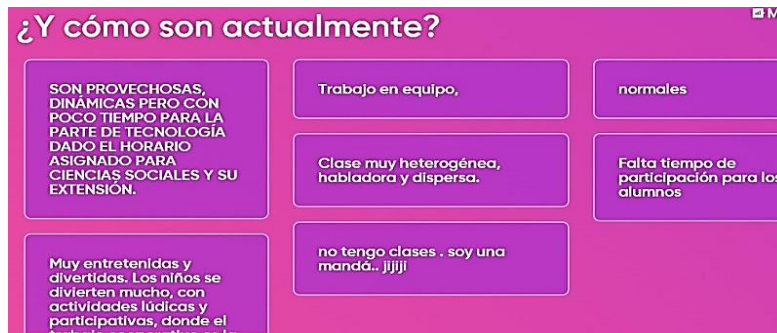 ¿Y cómo son actualmente?
M
SON PROVECHOSAS,
DINÁMICAS PERO CON
POCO TIEMPO PARA LA
PARTE DE TECNOLOGÍA
DADO EL HORARIO
ASIGNADO PARA
CIENCIAS SOCIALES Y SU
EXTENSIÓN.
Muy entretenidas y
divertidas. Los niños se
divierten mucho, con
actividades lúdicas y
participativas, donde el
Trabajo en equipo,
Clase muy heterogénea,
habladora y dispersa.
no tengo clases . soy una
mandá.. jijiji
normales
Falta tiempo de
participación para los
alumnos